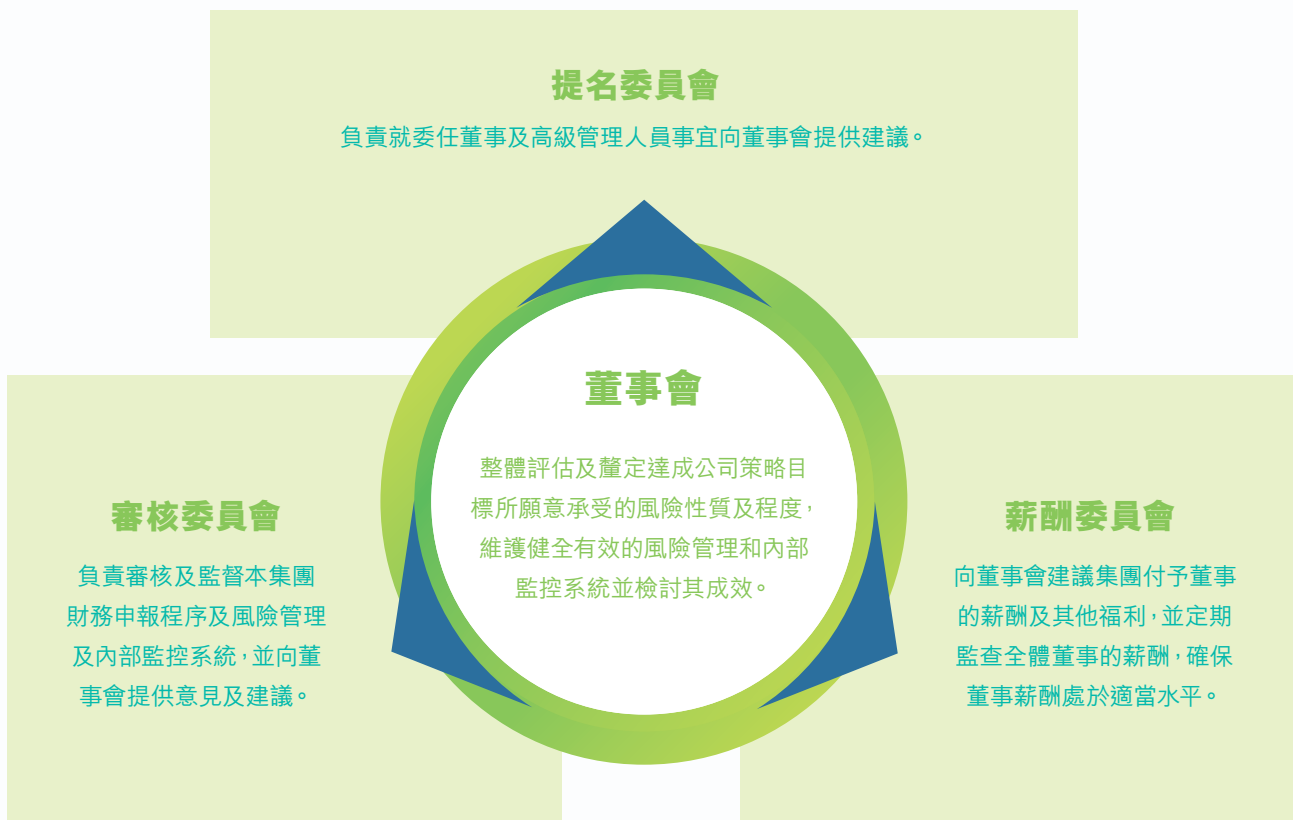 提名委員會
負責就委任董事及高級管理人員事宜向董事會提供建議。
董事會
整體評估及釐定達成公司策略目
標所願意承受的風險性質及程度，
維護健全有效的風險管理和內部
監控系統並檢討其成效。
審核委員會
負責審核及監督本集團
財務申報程序及風險管理
及內部監控系統，並向董
事會提供意見及建議。
薪酬委員會
向董事會建議集團付予董事
的薪酬及其他福利，並定期
監查全體董事的薪酬，確保
董事薪酬處於適當水平。